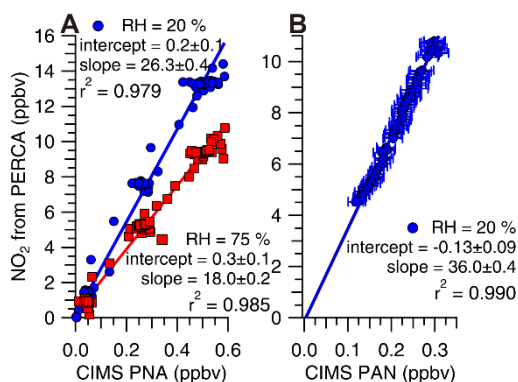 A
RH = 20 %
intercept = 0.2±0.1
slope = 26.3±0.4
r² = 0.979
RH = 75 %
intercept = 0.3±0.1
slope = 18.0±0.2
r² = 0.985
NO₂ from PERCA (ppbv)
16
14
12
10
8
6
4
2
0
0.0 0.2 0.4 0.6
CIMS PNA (ppbv)
B
10
8
6
4
2
0
RH = 20 %
intercept = -0.13±0.09
slope = 36.0±0.4
r² = 0.990
0.1 0.2 0.3
CIMS PAN (ppbv)